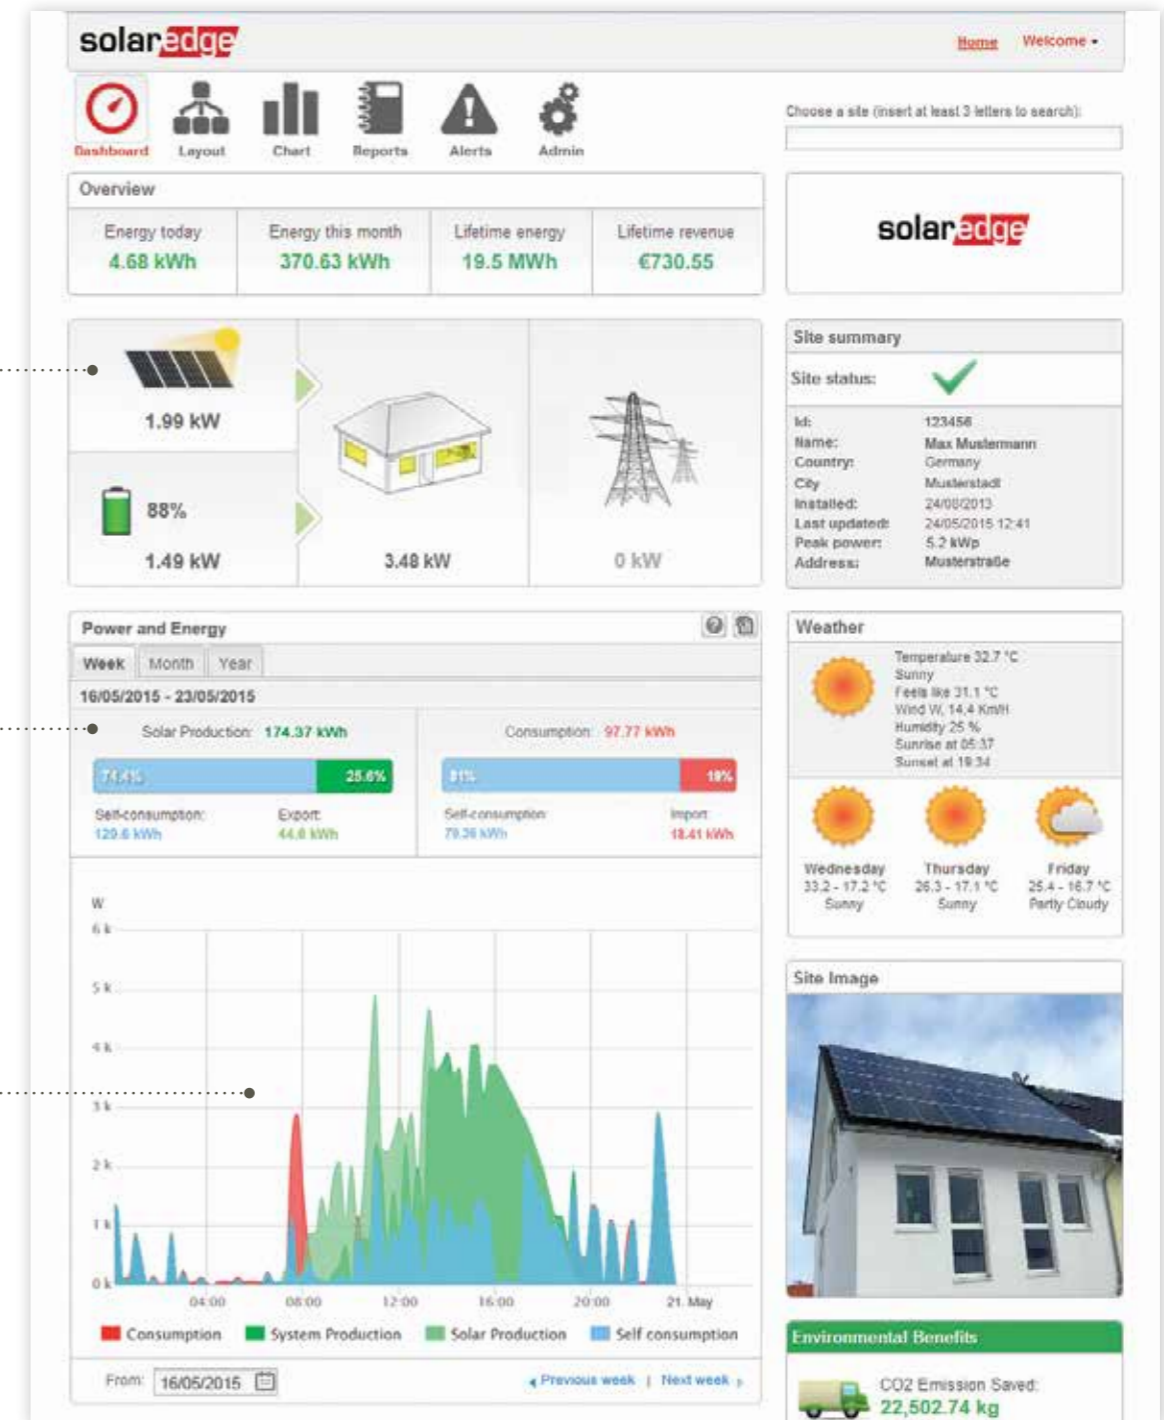 solaredge
Home Welcome
Dashboard Layout Chart Reports Alerts Admin
Choose a site (insert at least 3 letters to search):
Overview
Energy today Energy this month Lifetime energy Lifetime revenue
4.68 kWh 370.63 kWh 19.5 MWh €730.55
solaredge
1.99 kW
88%
1.49 kW 3.48 kW 0 kW
Site summary
Site status:
Id: 123456
Name: Max Mustermann
Country: Germany
City Musterstadt
Installed: 24/08/2013
Last updated: 24/05/2015 12:41
Peak power: 5.2 kWp
Address: Musterstraße
Power and Energy
Week Month Year
16/05/2015 - 23/05/2015
Solar Production: 174.37 kWh Consumption: 97.77 kWh
74.4% 25.6% 81% 19%
Self-consumption: Export: Self-consumption Import
129.6 kWh 44.6 kWh 79.36 kWh 18.41 kWh
W
6 k
5 k
4 k
3 k
2 k
1 k
0 k
04:00 08:00 12:00 16:00 20:00 21. May
Consumption System Production Solar Production Self consumption
From: 16/05/2015 Previous week | Next week
Weather
Temperature 32.7 °C
Sunny
Feels like 31.1 °C
Wind W, 14.4 Km/H
Humidity 25 %
Sunrise at 05:37
Sunset at 19:34
Wednesday Thursday Friday
33.2 - 17.2 °C 26.3 - 17.1 °C 25.4 - 16.7 °C
Sunny Sunny Partly Cloudy
Site Image
Environmental Benefits
CO2 Emission Saved:
22,502.74 kg